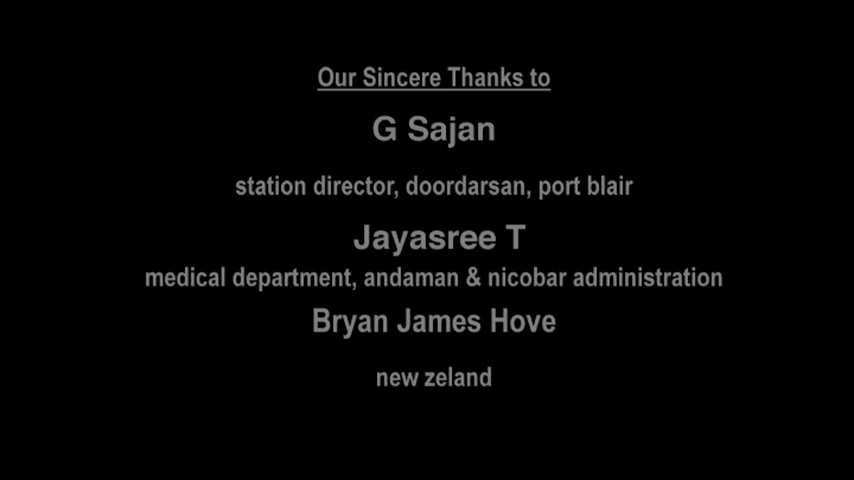 Our Sincere Thanks to
G Sajan
station director, doordarsan, port blair
Jayasree T
medical department, andaman & nicobar administration
Bryan James Hove
new zeland